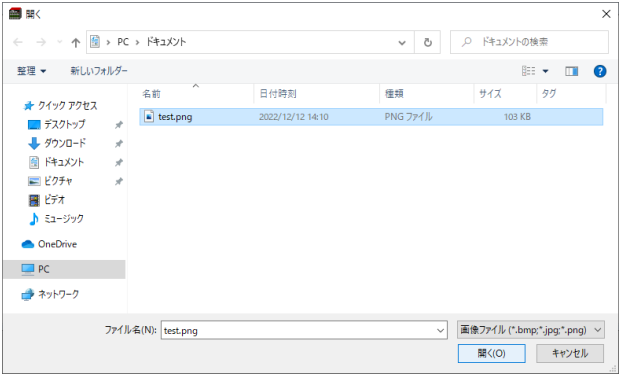 開く
PC > ドキュメント
ドキュメントの検索
整理 ▼ 新しいフォルダー
名前 日付時刻 種類 サイズ タグ
test.png 2022/12/12 14:10 PNG ファイル 103 KB
クイック アクセス
デスクトップ
ダウンロード
ドキュメント
ピクチャ
ビデオ
ミュージック
OneDrive
PC
ネットワーク
ファイル名(N): test.png 画像ファイル (*.bmp;*.jpg;*.png)
開く(O) キャンセル